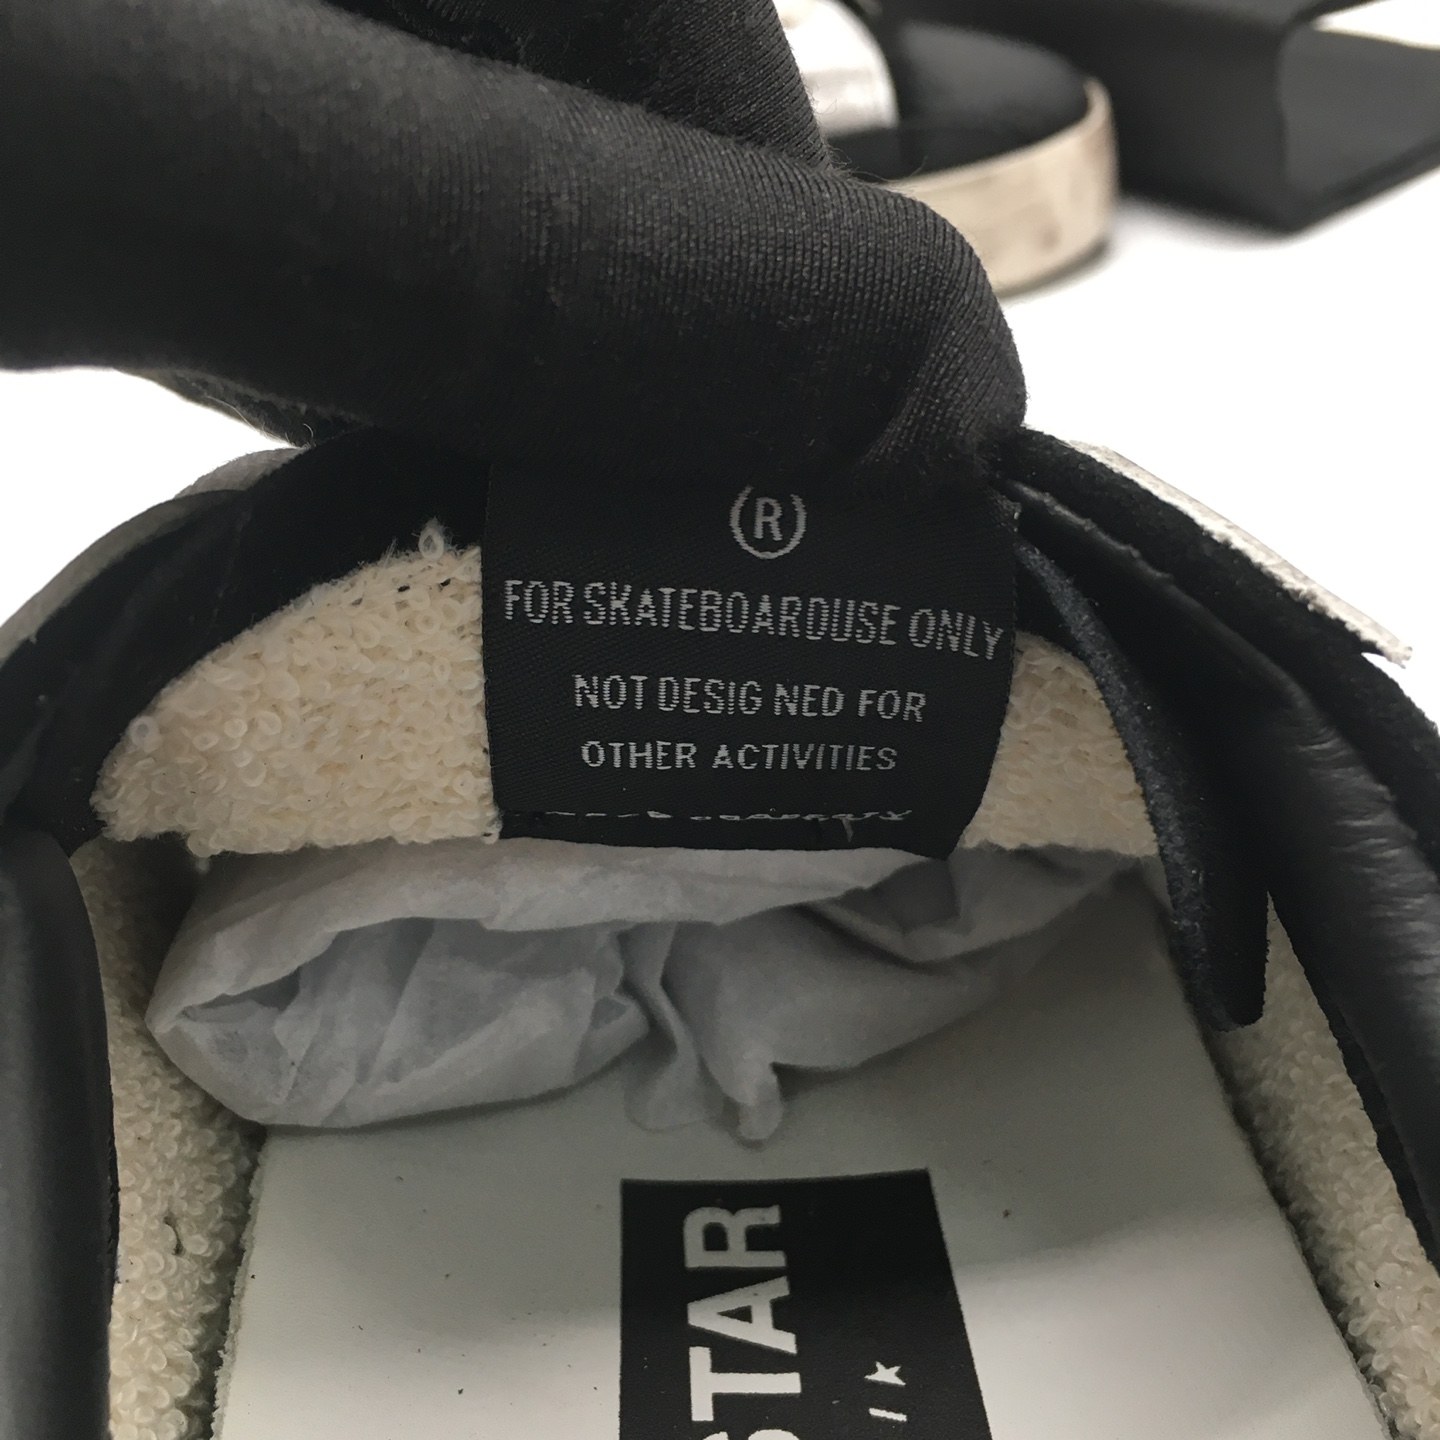 (R)
FOR SKATEBOARDUSE ONLY
NOT DESIG NED FOR
OTHER ACTIVITIES
STAR